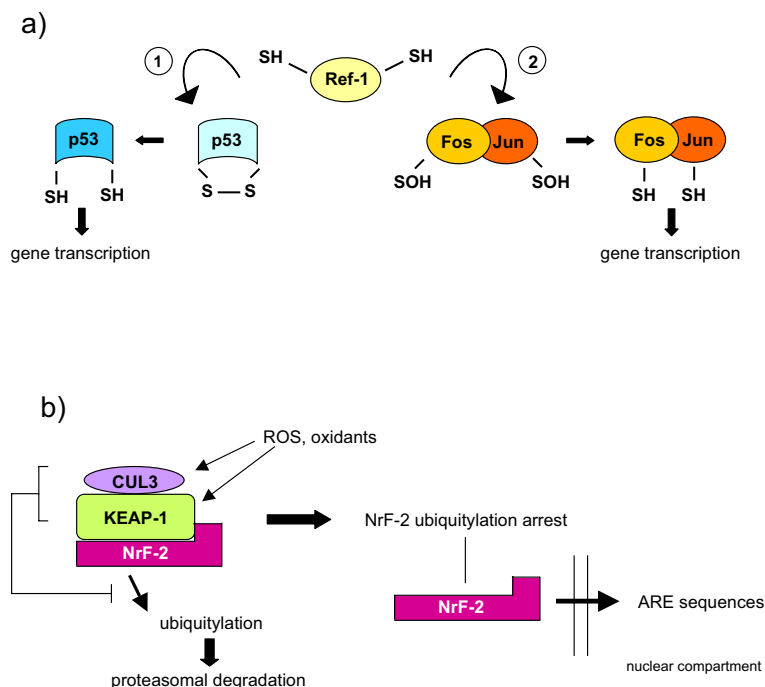 a)
1
SH
Ref-1
SH
2
p53
p53
Fos
Jun
Fos
Jun
SH
SH
S
S
SOH
SOH
SH
SH
gene transcription
gene transcription
b)
ROS, oxidants
CUL3
KEAP-1
NrF-2
NrF-2 ubiquitylation arrest
NrF-2
ARE sequences
ubiquitylation
nuclear compartment
proteasomal degradation